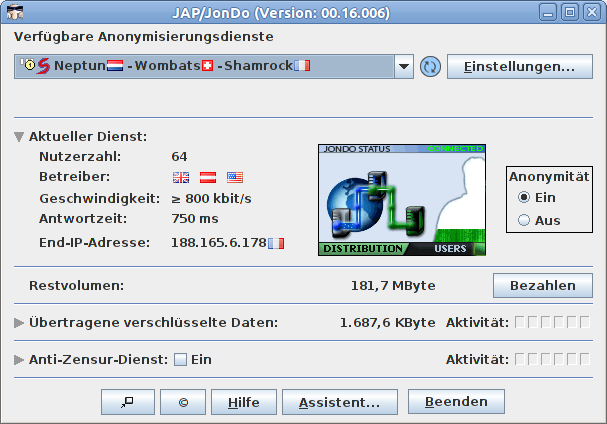 JAP/JonDo (Version: 00.16.006)
Verfügbare Anonymisierungsdienste
Neptun - Wombats - Shamrock
Einstellungen...
Aktueller Dienst:
Nutzerzahl: 64
Betreiber:
Geschwindigkeit: ≥ 800 kbit/s
Antwortzeit: 750 ms
End-IP-Adresse: 188.165.6.178
JONDO STATUS CONNECTED
DISTRIBUTION USERS
Anonymität
Ein
Aus
Restvolumen: 181,7 MByte Bezahlen
Übertragene verschlüsselte Daten: 1.687,6 KByte Aktivität:
Anti-Zensur-Dienst: Ein Aktivität:
© Hilfe Assistent... Beenden